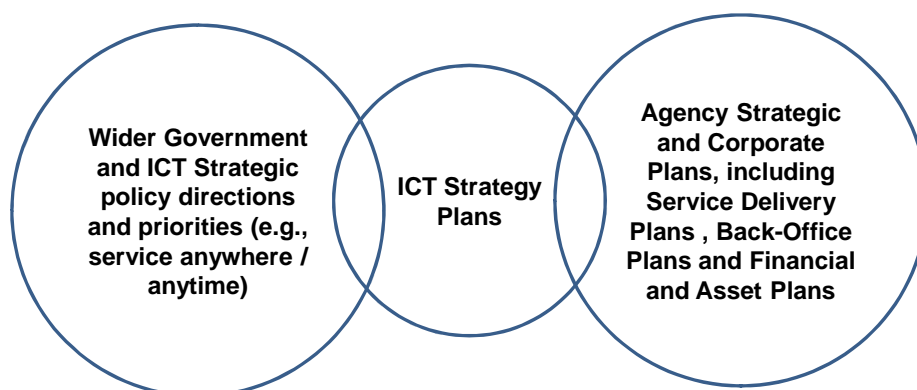 Wider Government
and ICT Strategic
policy directions
and priorities (e.g.,
service anywhere /
anytime)
ICT Strategy
Plans
Agency Strategic
and Corporate
Plans, including
Service Delivery
Plans , Back-Office
Plans and Financial
and Asset Plans